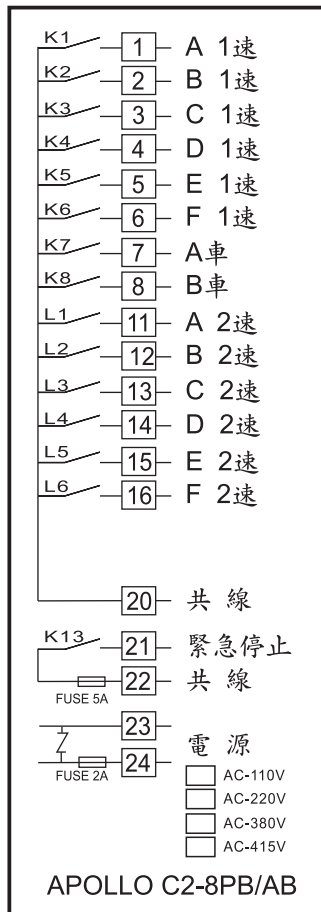 K1 1 A 1速
K2 2 B 1速
K3 3 C 1速
K4 4 D 1速
K5 5 E 1速
K6 6 F 1速
K7 7 A車
K8 8 B車
L1 11 A 2速
L2 12 B 2速
L3 13 C 2速
L4 14 D 2速
L5 15 E 2速
L6 16 F 2速
20 共線
K13 21 緊急停止
22 共線
FUSE 5A
23
電源
24
FUSE 2A
AC-110V
AC-220V
AC-380V
AC-415V
APOLLO C2-8PB/AB